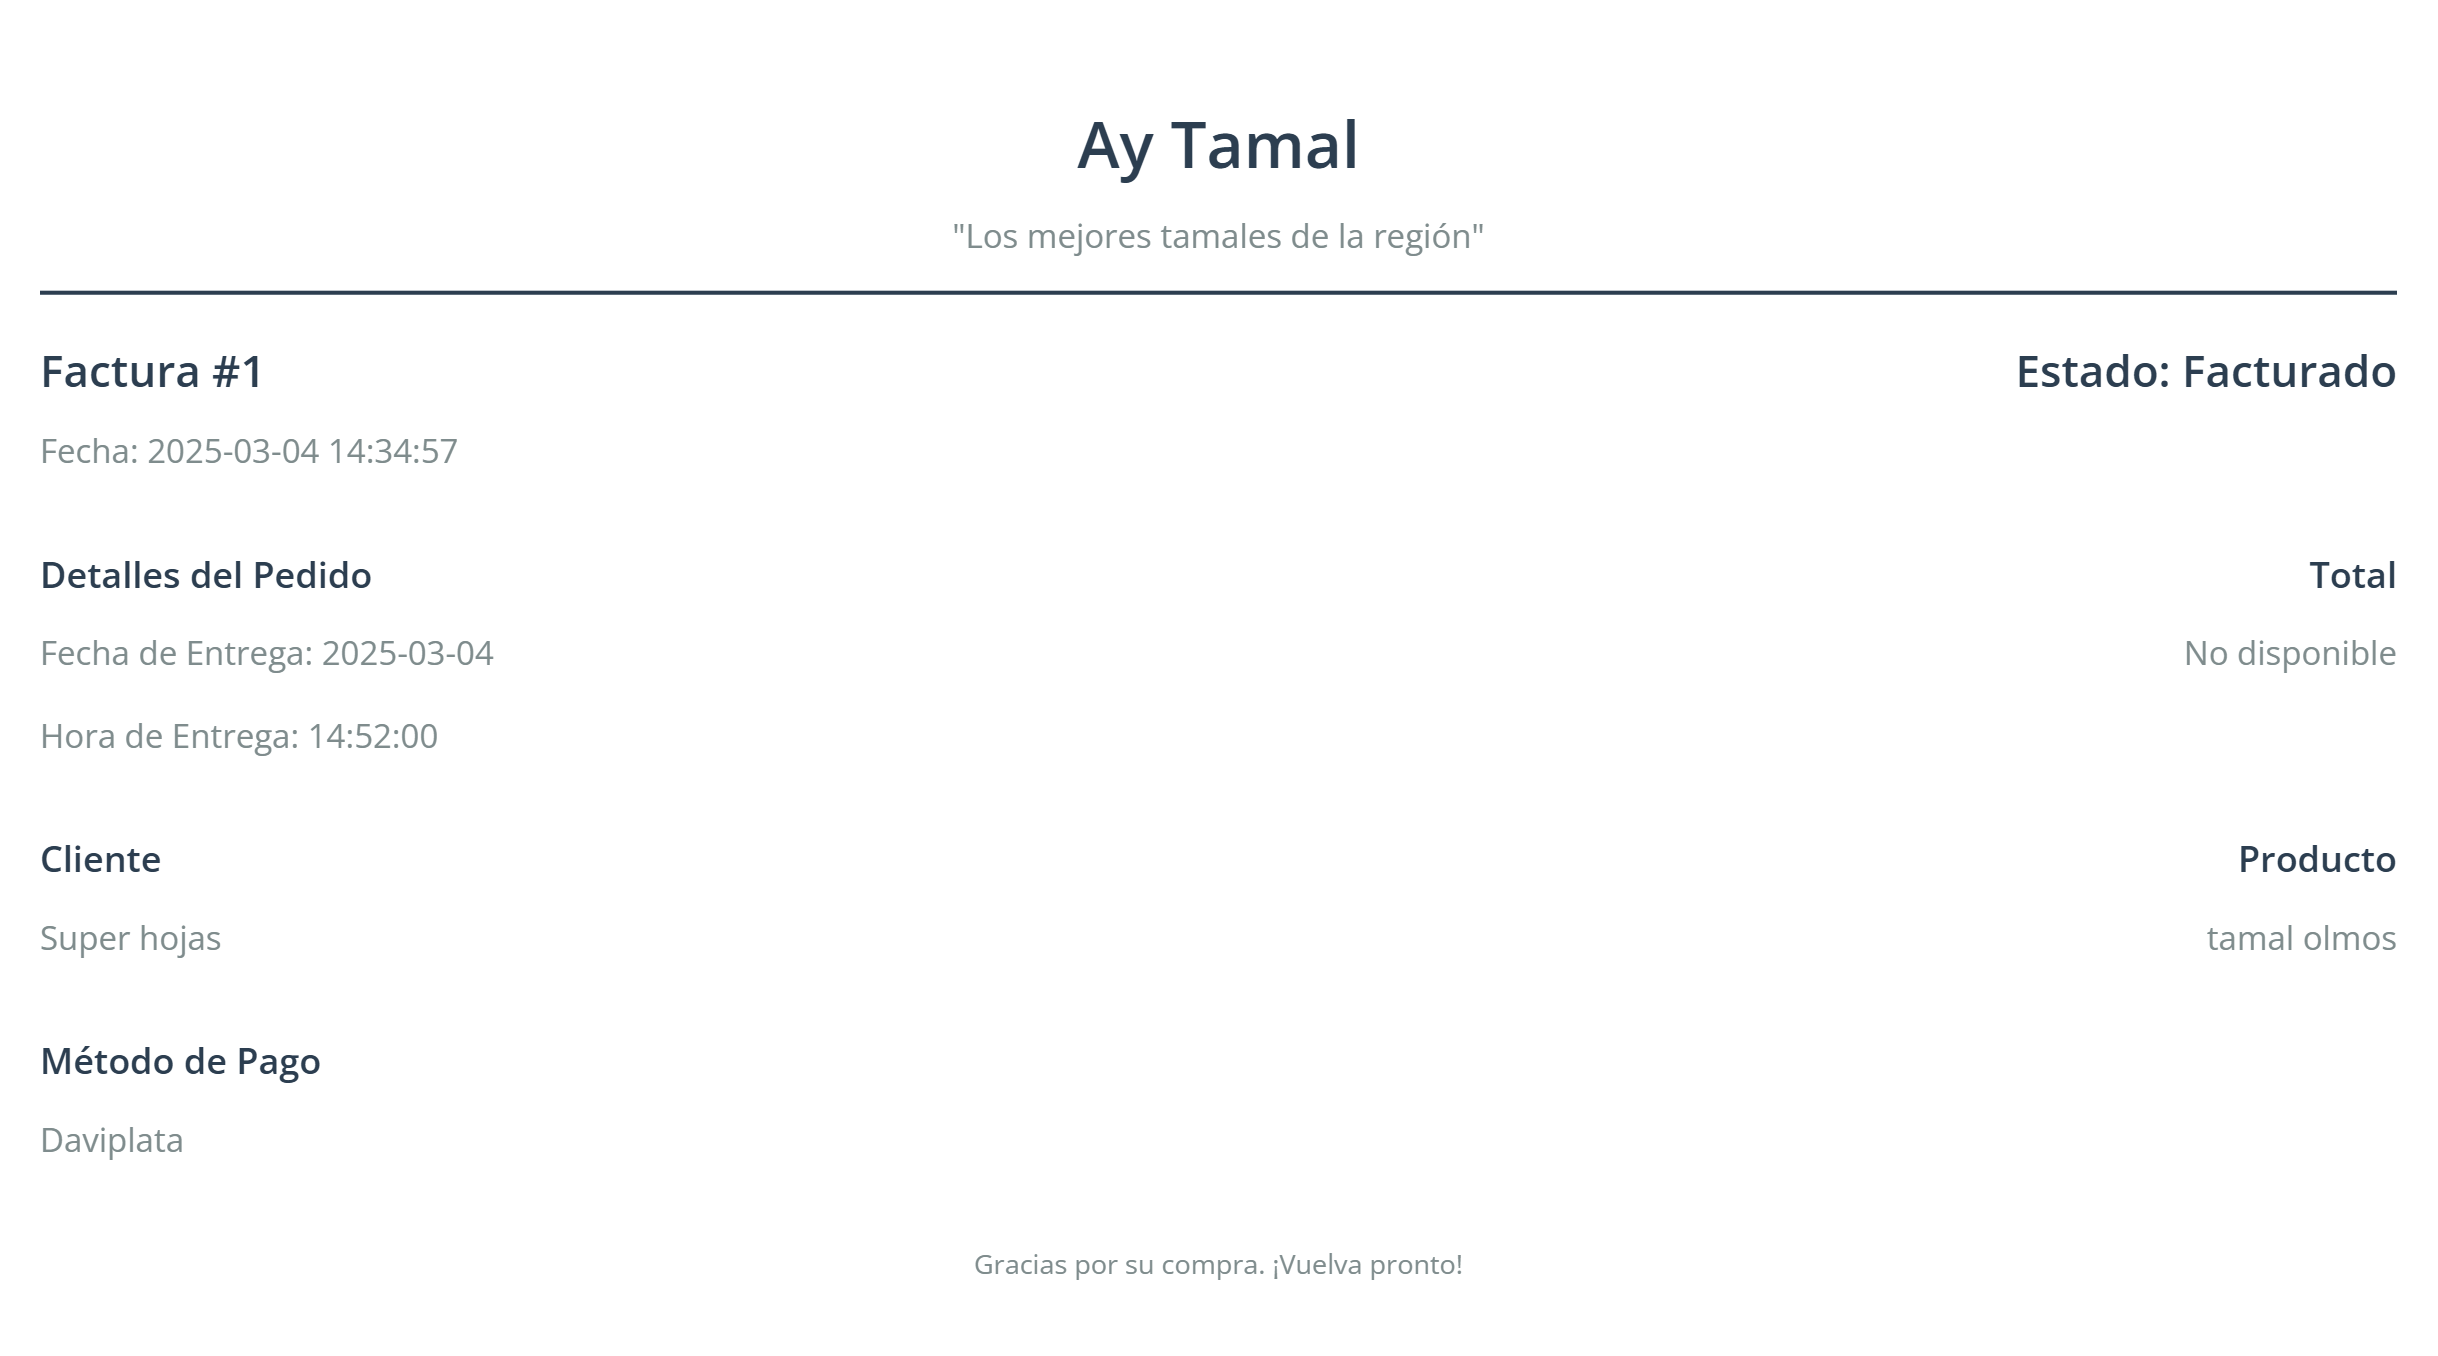 Ay Tamal
"Los mejores tamales de la región"
Factura #1
Estado: Facturado
Fecha: 2025-03-04 14:34:57
Detalles del Pedido
Total
Fecha de Entrega: 2025-03-04
No disponible
Hora de Entrega: 14:52:00
Cliente
Producto
Super hojas
tamal olmos
Método de Pago
Daviplata
Gracias por su compra. ¡Vuelva pronto!